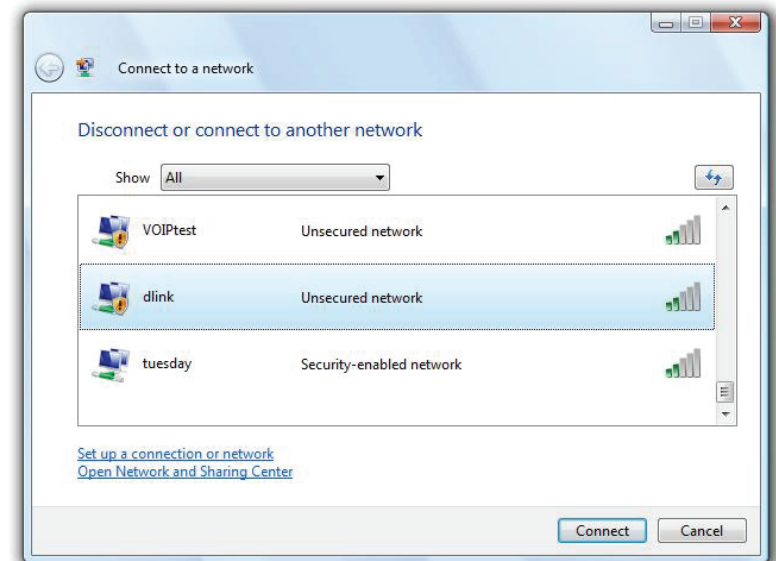 Connect to a network
Disconnect or connect to another network
Show All
VOIPtest Unsecured network
dlink Unsecured network
tuesday Security-enabled network
Set up a connection or network
Open Network and Sharing Center
Connect Cancel